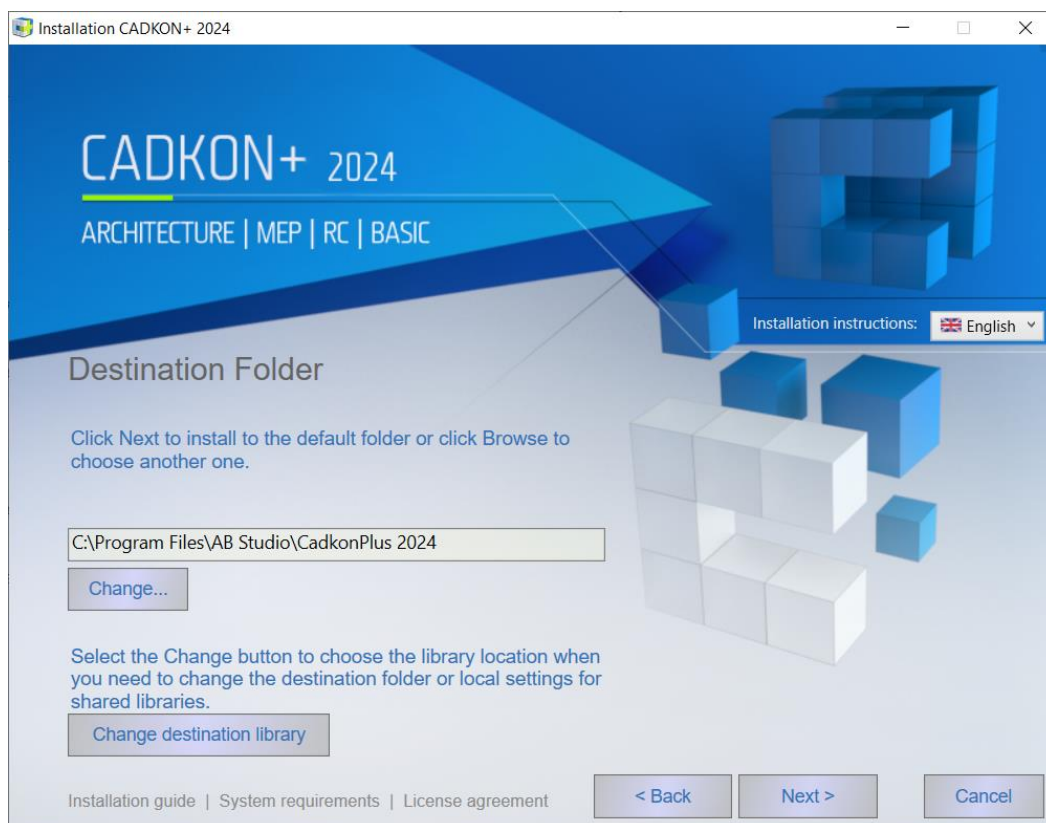 Installation CADKON+ 2024
CADKON+ 2024
ARCHITECTURE | MEP | RC | BASIC
Installation instructions: English
Destination Folder
Click Next to install to the default folder or click Browse to
choose another one.
C:\Program Files\AB Studio\CadkonPlus 2024
Change...
Select the Change button to choose the library location when
you need to change the destination folder or local settings for
shared libraries.
Change destination library
Installation guide | System requirements | License agreement
< Back
Next >
Cancel